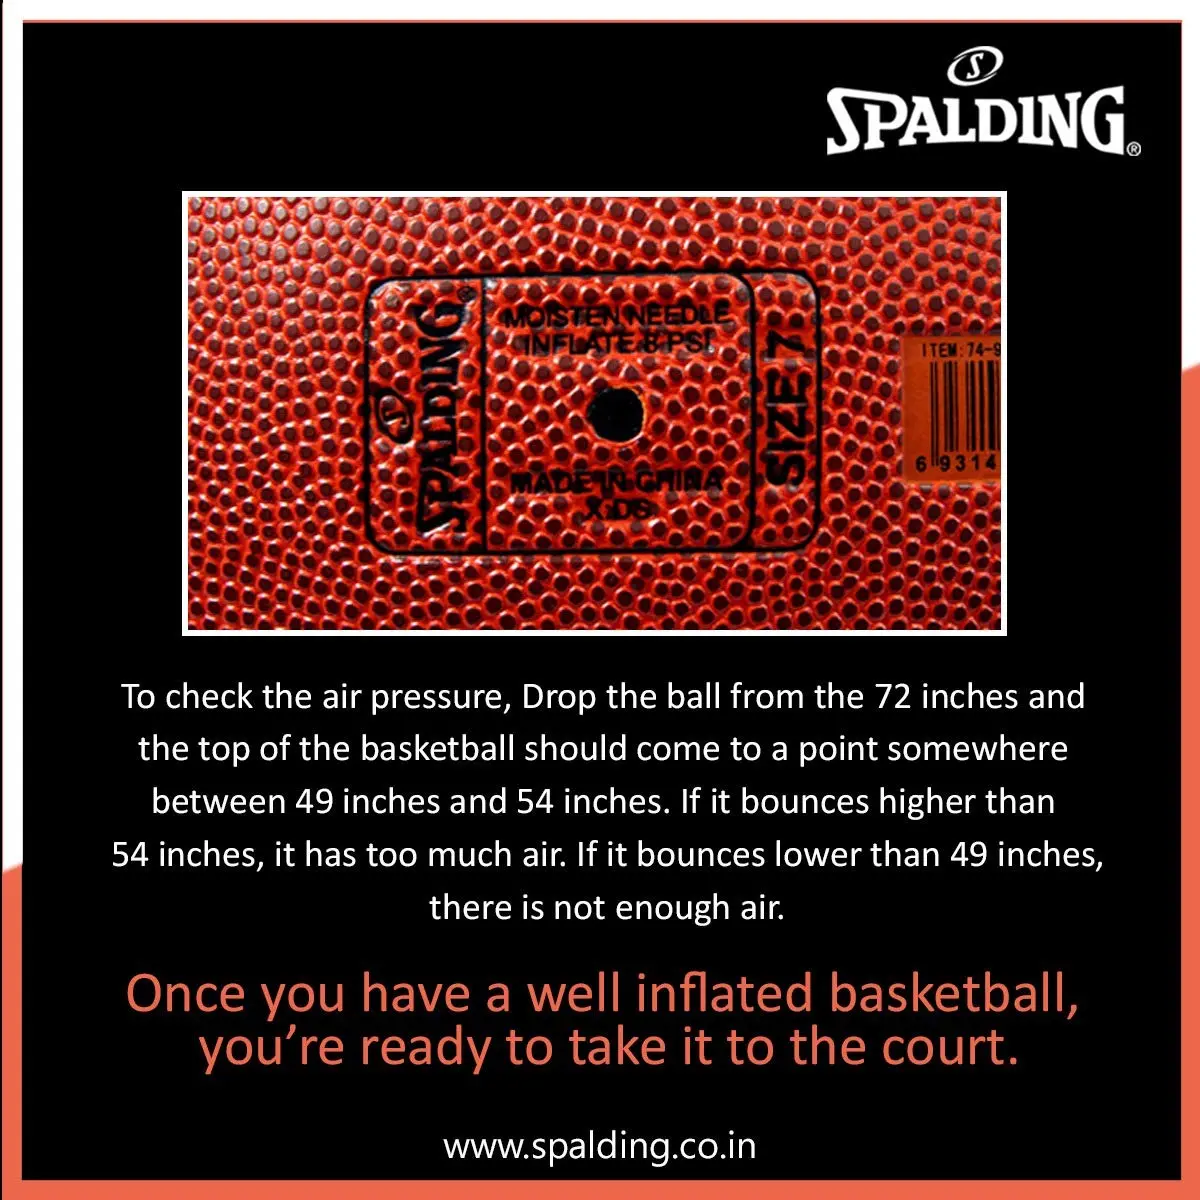 S
SPALDING®
S SPALDING®
MOISTEN NEEDLE
INFLATE 8 PSI
MADE IN CHINA
X:DS
SIZE 7
ITEM:74-9
6 9314
To check the air pressure, Drop the ball from the 72 inches and
the top of the basketball should come to a point somewhere
between 49 inches and 54 inches. If it bounces higher than
54 inches, it has too much air. If it bounces lower than 49 inches,
there is not enough air.
Once you have a well inflated basketball,
you’re ready to take it to the court.
www.spalding.co.in